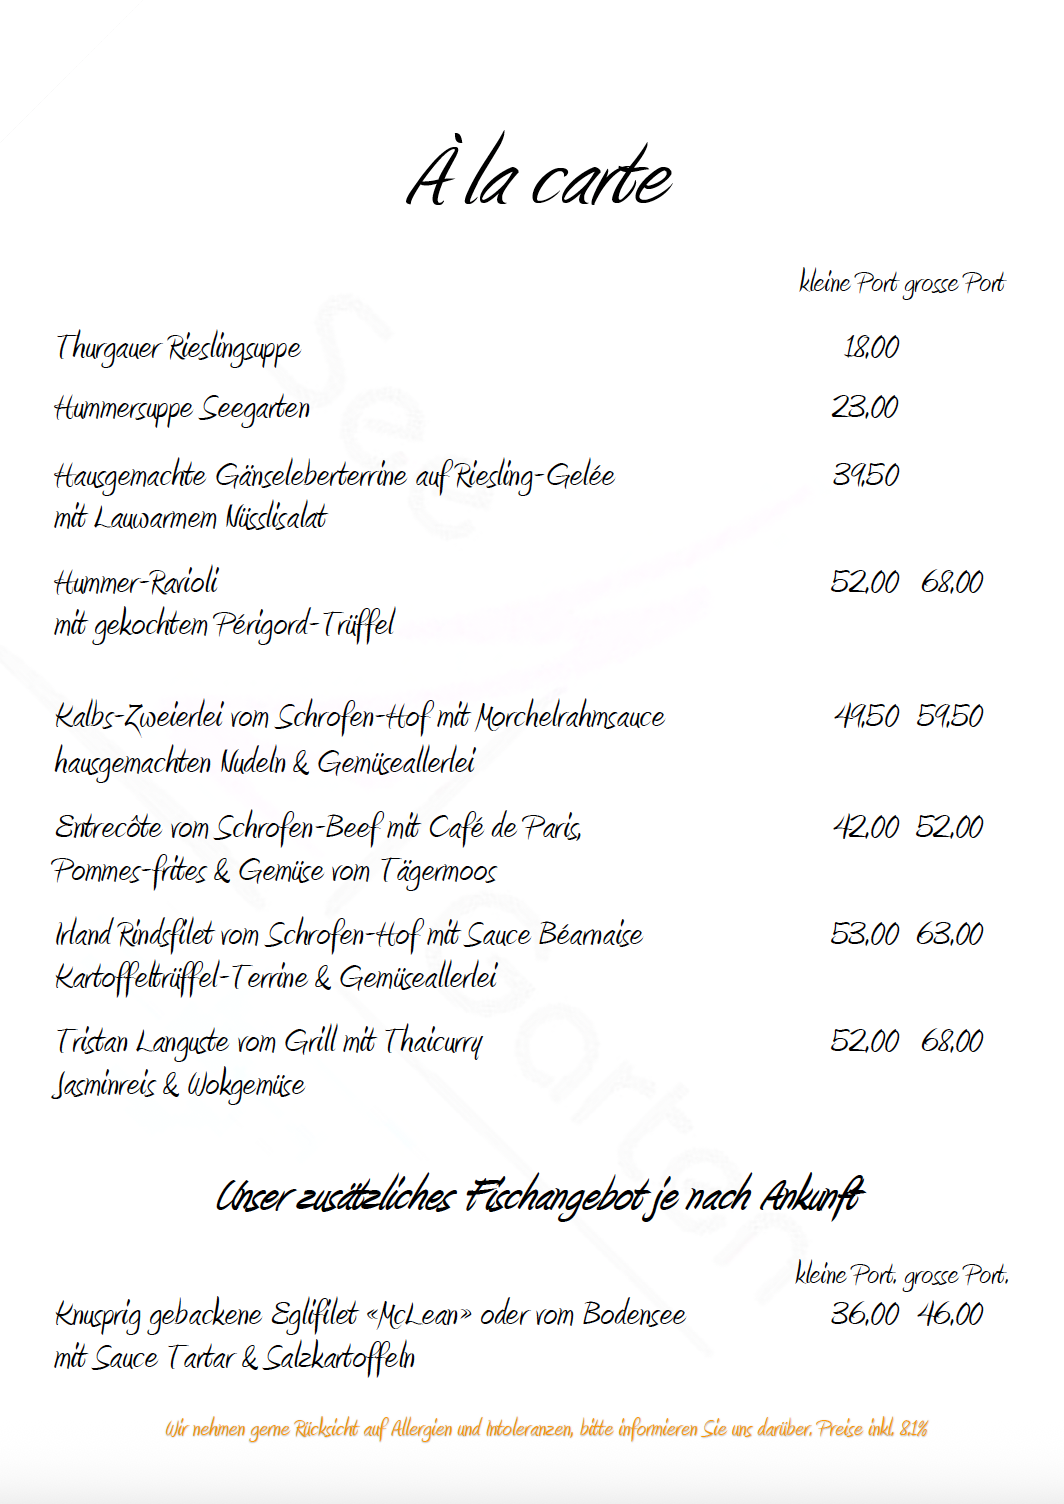 À la carte
kleine Port grosse Port
Thurgauer Rieslingsuppe 18,00
Hummersuppe Seegarten 23,00
Hausgemachte Gänseleberterrine auf Riesling-Gelée 39,50
mit Lauwarmem Nüsslisalat
Hummer-Ravioli 52,00 68,00
mit gekochtem Périgord-Trüffel
Kalbs-Zweierlei vom Schrofen-Hof mit Morchelrahmsauce 49,50 59,50
hausgemachten Nudeln & Gemüseallerlei
Entrecôte vom Schrofen-Beef mit Café de Paris, 42,00 52,00
Pommes-frites & Gemüse vom Tägermoos
Irland Rindsfilet vom Schrofen-Hof mit Sauce Béarnaise 53,00 63,00
Kartoffeltrüffel-Terrine & Gemüseallerlei
Tristan Languste vom Grill mit Thaicurry 52,00 68,00
Jasminreis & Wokgemüse
Unser zusätzliches Fischangebot je nach Ankunft
kleine Port. grosse Port.
Knusprig gebackene Eglifilet «McLean» oder vom Bodensee 36,00 46,00
mit Sauce Tartar & Salzkartoffeln
Wir nehmen gerne Rücksicht auf Allergien und Intoleranzen, bitte informieren Sie uns darüber. Preise inkl. 8.1%
See
Garten